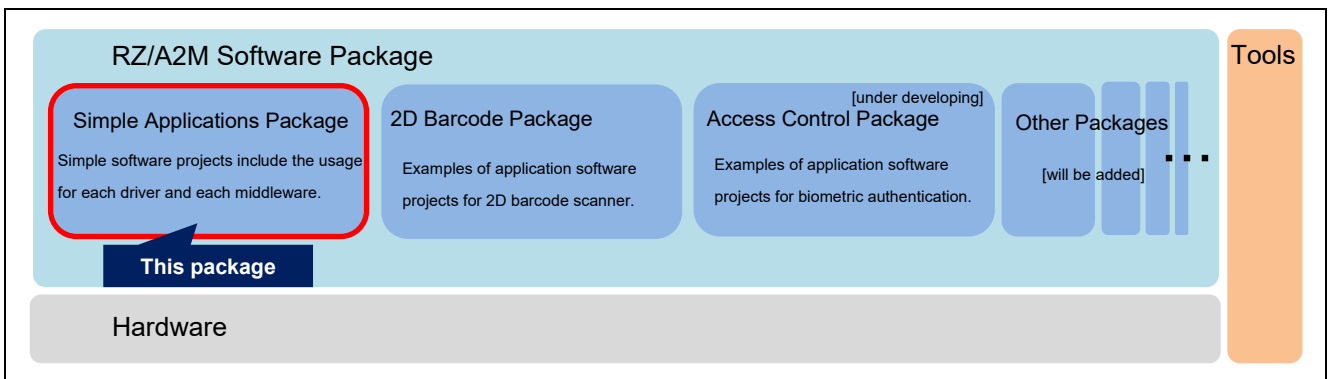 RZ/A2M Software Package
Tools
Simple Applications Package
Simple software projects include the usage
for each driver and each middleware.
This package
2D Barcode Package
Examples of application software
projects for 2D barcode scanner.
[under developing]
Access Control Package
Examples of application software
projects for biometric authentication.
Other Packages
...
[will be added]
Hardware